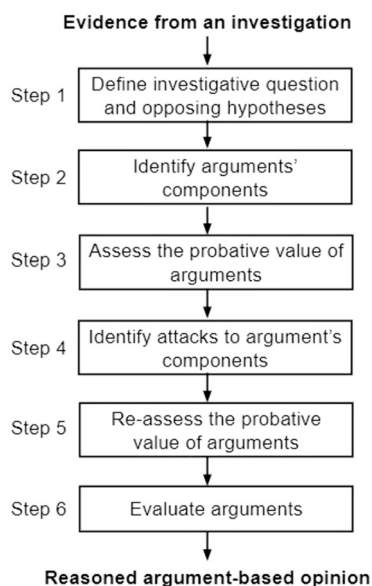 Evidence from an investigation
Step 1
Define investigative question
and opposing hypotheses
Step 2
Identify arguments’
components
Step 3
Assess the probative value of
arguments
Step 4
Identify attacks to argument’s
components
Step 5
Re-assess the probative
value of arguments
Step 6
Evaluate arguments
Reasoned argument-based opinion